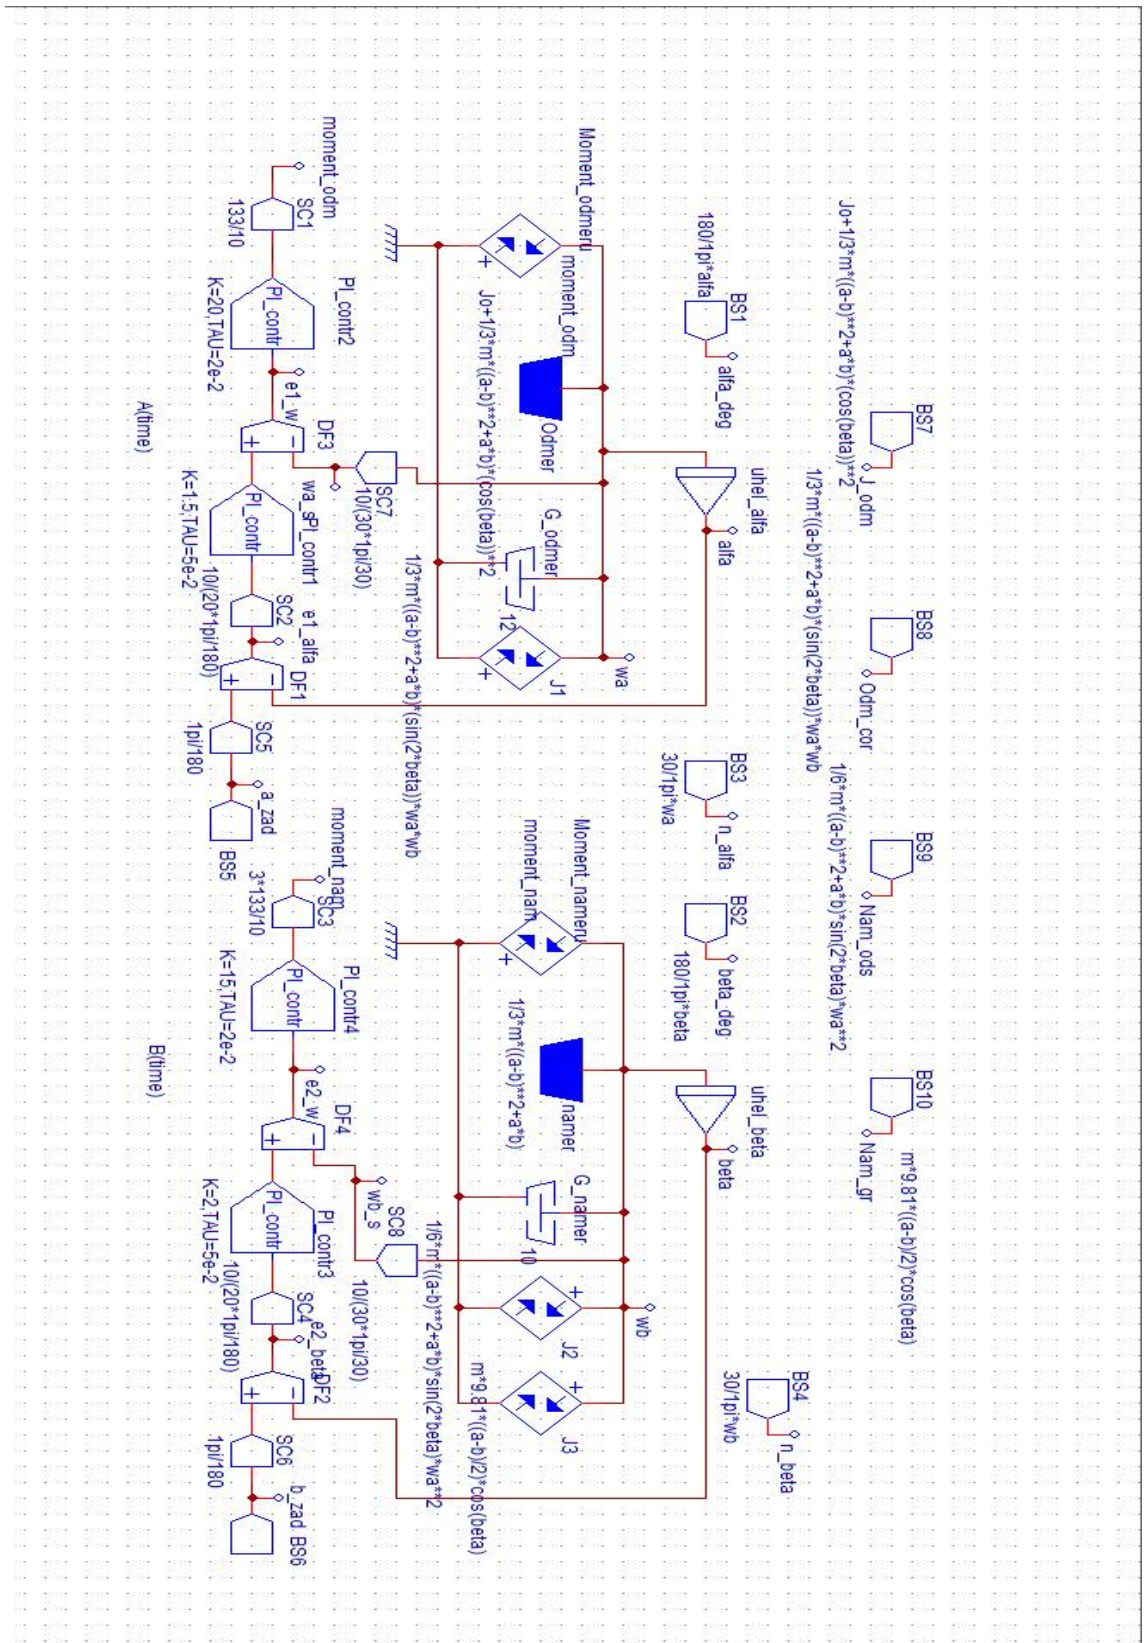 Jo+1/3*m*((a-b)**2+a*b)*(cos(beta))**2
BS7
J_odm
1/3*m*((a-b)**2+a*b)*(sin(2*beta))*wa*wb
BS8
Odm_cor
1/6*m*((a-b)**2+a*b)*sin(2*beta)*wa**2
BS9
Nam_ods
BS10
Nam_gr
m*9.81*((a-b)/2)*cos(beta)
BS1
180/1pi*alfa
alfa_deg
uhel_alfa
alfa
BS3
30/1pi*wa
n_alfa
BS2
180/1pi*beta
beta_deg
uhel_beta
beta
BS4
30/1pi*wb
n_beta
Moment_odmeru
moment_odm
Odmer
Jo+1/3*m*((a-b)**2+a*b)*(cos(beta))**2
G_odmer
12
J1
wa
1/3*m*((a-b)**2+a*b)*(sin(2*beta))*wa*wb
Moment_nameru
moment_nam
namer
1/3*m*((a-b)**2+a*b)
G_namer
10
J2
wb
J3
1/6*m*((a-b)**2+a*b)*sin(2*beta)*wa**2
m*9.81*((a-b)/2)*cos(beta)
moment_odm
SC1
133/10
PI_contr2
PI_contr
K=20,TAU=2e-2
e1_w
DF3
SC7
10/(30*1pi/30)
wa_s
PI_contr1
PI_contr
K=1.5,TAU=5e-2
SC2
10/(20*1pi/180)
e1_alfa
DF1
SC5
1pi/180
a_zad
BS5
A(time)
moment_nam
SC3
3*133/10
PI_contr4
PI_contr
K=15,TAU=2e-2
e2_w
DF4
wb_s
SC8
10/(30*1pi/30)
PI_contr3
PI_contr
K=2,TAU=5e-2
SC4
10/(20*1pi/180)
e2_beta
DF2
SC6
1pi/180
b_zad
BS6
B(time)